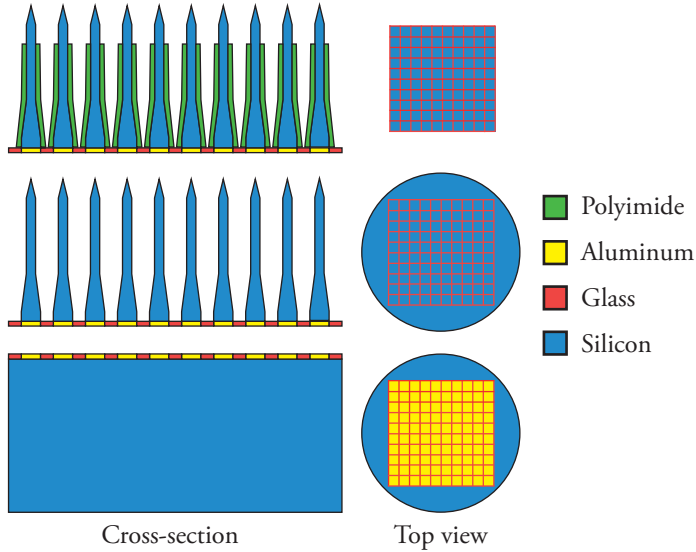 Polyimide
Aluminum
Glass
Silicon
Cross-section
Top view